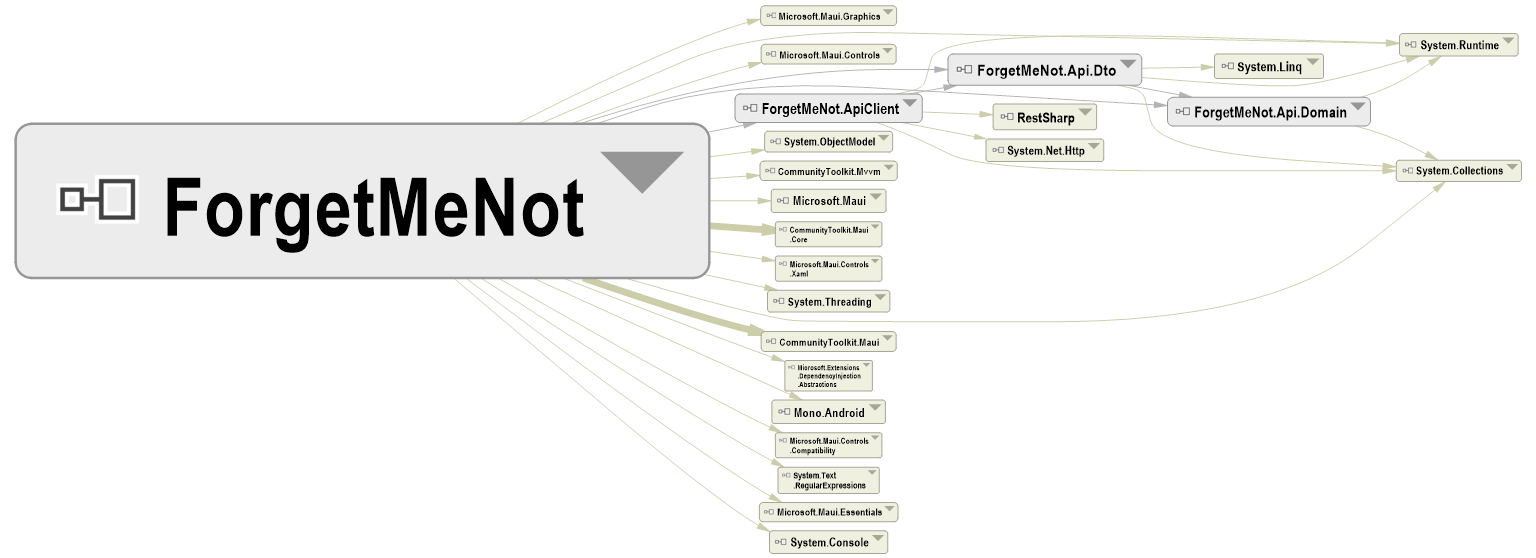 Microsoft.Maui.Graphics
Microsoft.Maui.Controls
System.Runtime
ForgetMeNot.Api.Dto
System.Linq
ForgetMeNot.ApiClient
RestSharp
ForgetMeNot.Api.Domain
System.ObjectModel
System.Net.Http
CommunityToolkit.Mvvm
System.Collections
ForgetMeNot
Microsoft.Maui
CommunityToolkit.Maui
.Core
Microsoft.Maui.Controls
.Xaml
System.Threading
CommunityToolkit.Maui
Microsoft.Extensions
.DependencyInjection
.Abstractions
Mono.Android
Microsoft.Maui.Controls
.Compatibility
System.Text
.RegularExpressions
Microsoft.Maui.Essentials
System.Console